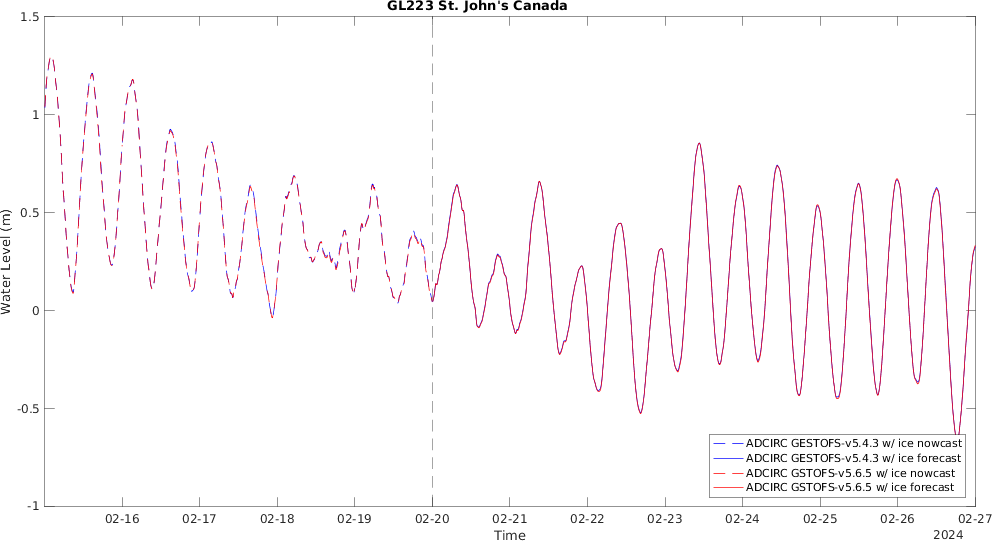 GL223 St. John's Canada
1.5
1
0.5
0
-0.5
-1
Water Level (m)
ADCIRC GESTOFS-v5.4.3 w/ ice nowcast
ADCIRC GESTOFS-v5.4.3 w/ ice forecast
ADCIRC GSTOFS-v5.6.5 w/ ice nowcast
ADCIRC GSTOFS-v5.6.5 w/ ice forecast
02-16 02-17 02-18 02-19 02-20 02-21 02-22 02-23 02-24 02-25 02-26 02-27
Time
2024